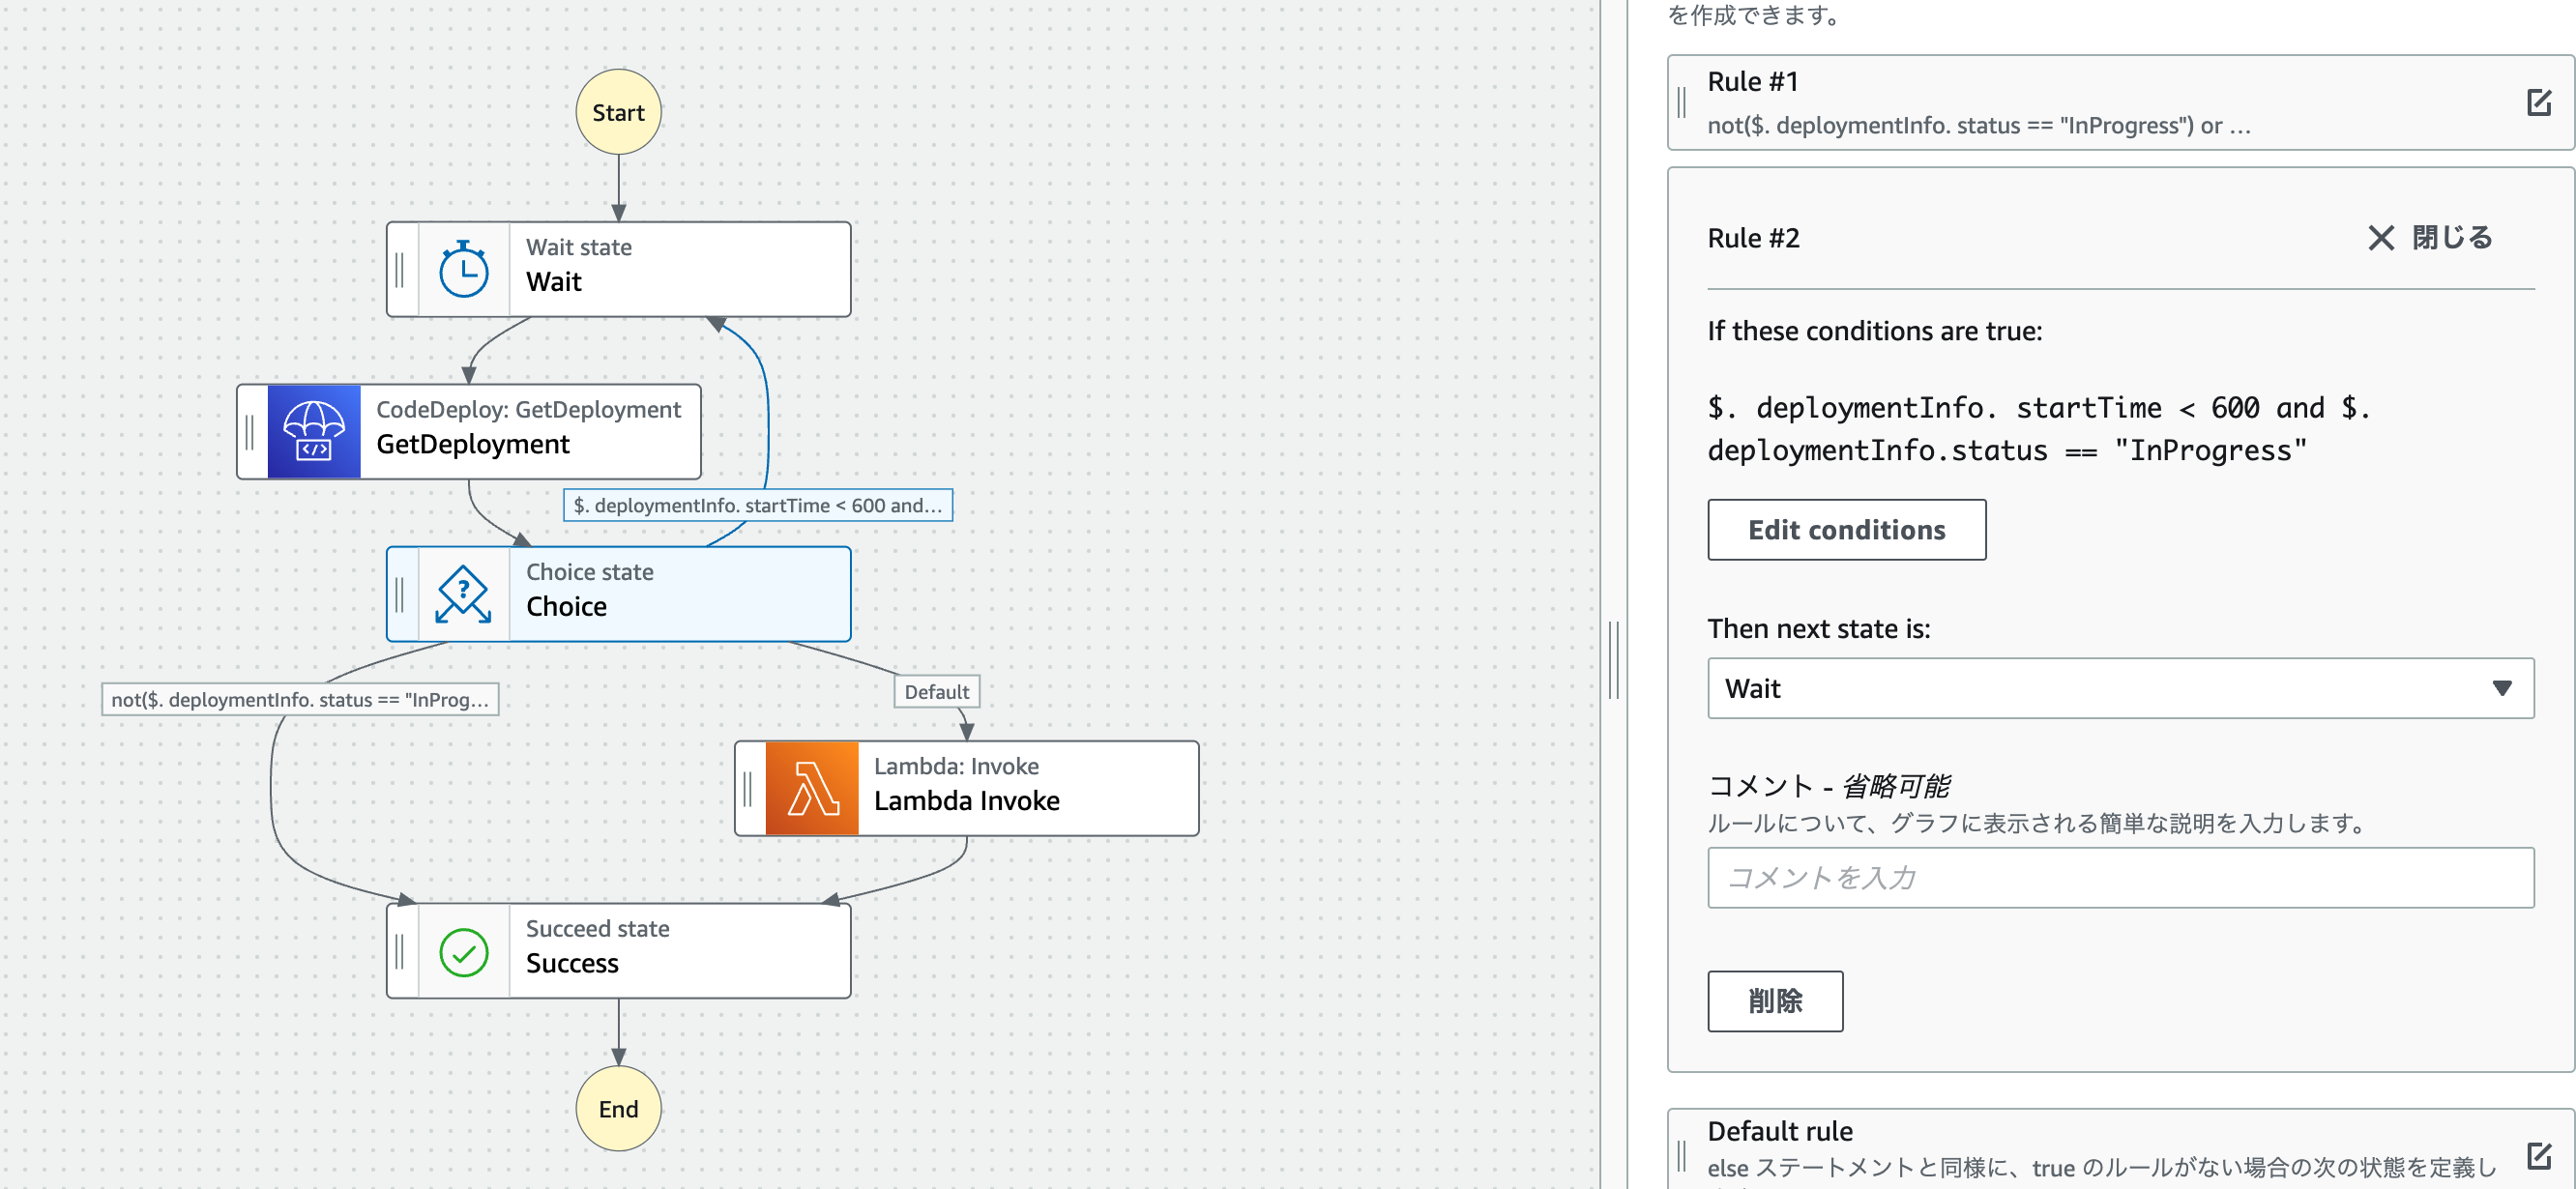 Start
Wait state
Wait
CodeDeploy: GetDeployment
GetDeployment
$. deploymentInfo. startTime < 600 and...
Choice state
Choice
not($. deploymentInfo. status == "InProg...
Default
Lambda: Invoke
Lambda Invoke
Succeed state
Success
End
を作成できます。
Rule #1
not($. deploymentInfo. status == "InProgress") or ...
Rule #2
閉じる
If these conditions are true:
$. deploymentInfo. startTime < 600 and $.
deploymentInfo.status == "InProgress"
Edit conditions
Then next state is:
Wait
コメント - 省略可能
ルールについて、グラフに表示される簡単な説明を入力します。
コメントを入力
削除
Default rule
else ステートメントと同様に、true のルールがない場合の次の状態を定義し